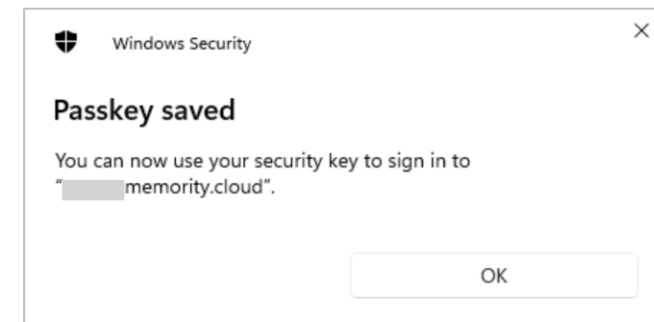 Windows Security
Passkey saved
You can now use your security key to sign in to
“memority.cloud”.
OK